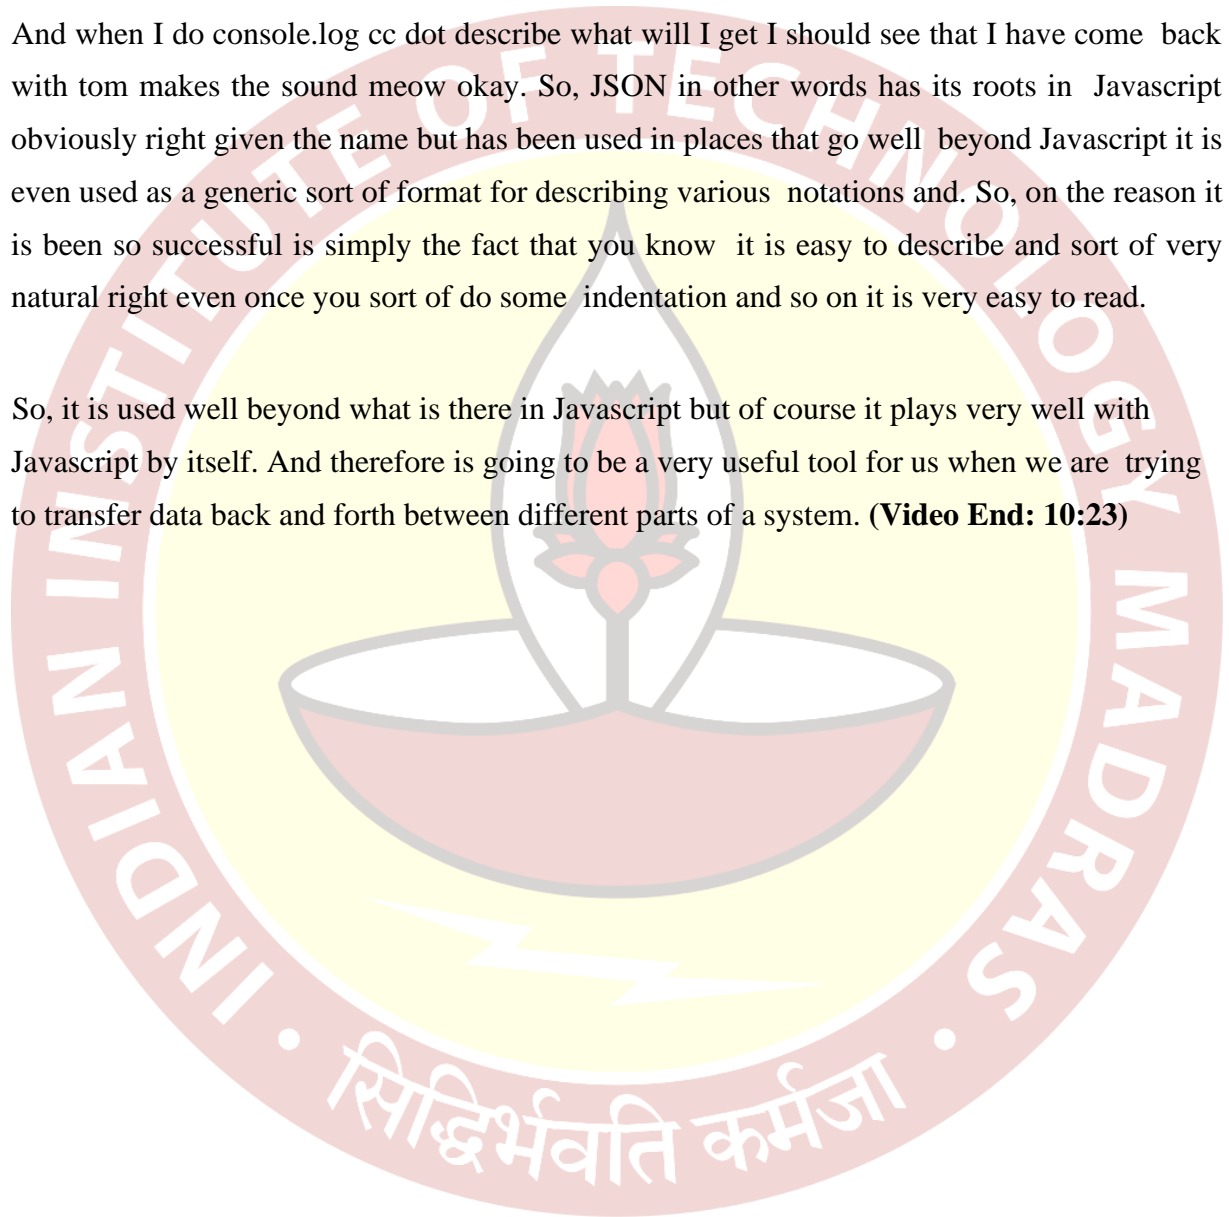 And when I do console.log cc dot describe what will I get I should see that I have come back
with tom makes the sound meow okay. So, JSON in other words has its roots in Javascript
obviously right given the name but has been used in places that go well beyond Javascript it is
even used as a generic sort of format for describing various notations and. So, on the reason it
is been so successful is simply the fact that you know it is easy to describe and sort of very
natural right even once you sort of do some indentation and so on it is very easy to read.
So, it is used well beyond what is there in Javascript but of course it plays very well with
Javascript by itself. And therefore is going to be a very useful tool for us when we are trying
to transfer data back and forth between different parts of a system. (Video End: 10:23)
INDIAN INSTITUTE OF TECHNOLOGY MADRAS
सिद्धिर्भवति कर्मजा